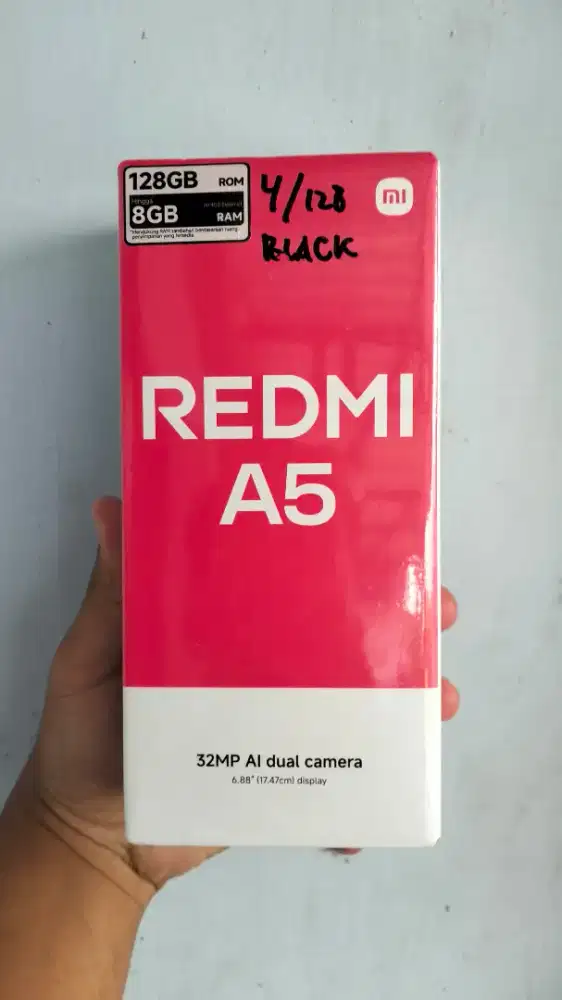 128GB ROM
Hingga
8GB RAM
4/128
BLACK
mi
REDMI
A5
32MP AI dual camera
6.88" (17.47cm) display